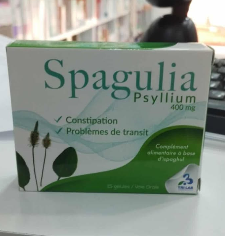 Spagulia
Psyllium
400 mg
Constipation
Problèmes de transit
Complément
alimentaire à base
d'ispaghul